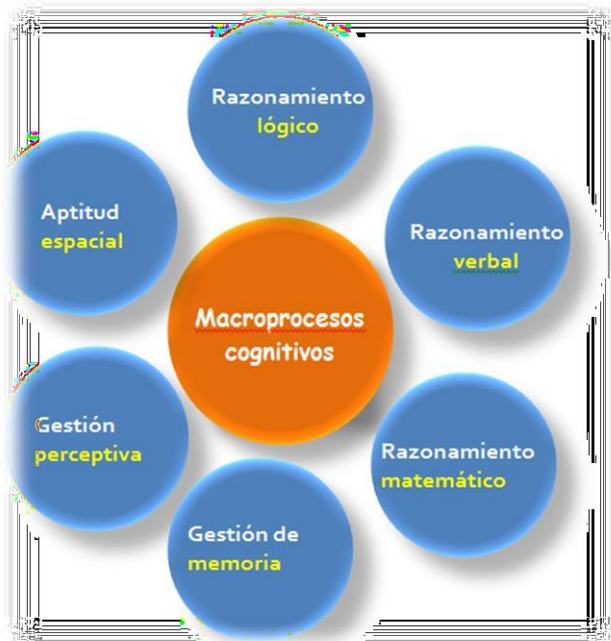 Razonamiento
lógico
Razonamiento
verbal
Razonamiento
matemático
Gestión de
memoria
Gestión
perceptiva
Aptitud
espacial
Macroprocesos
cognitivos